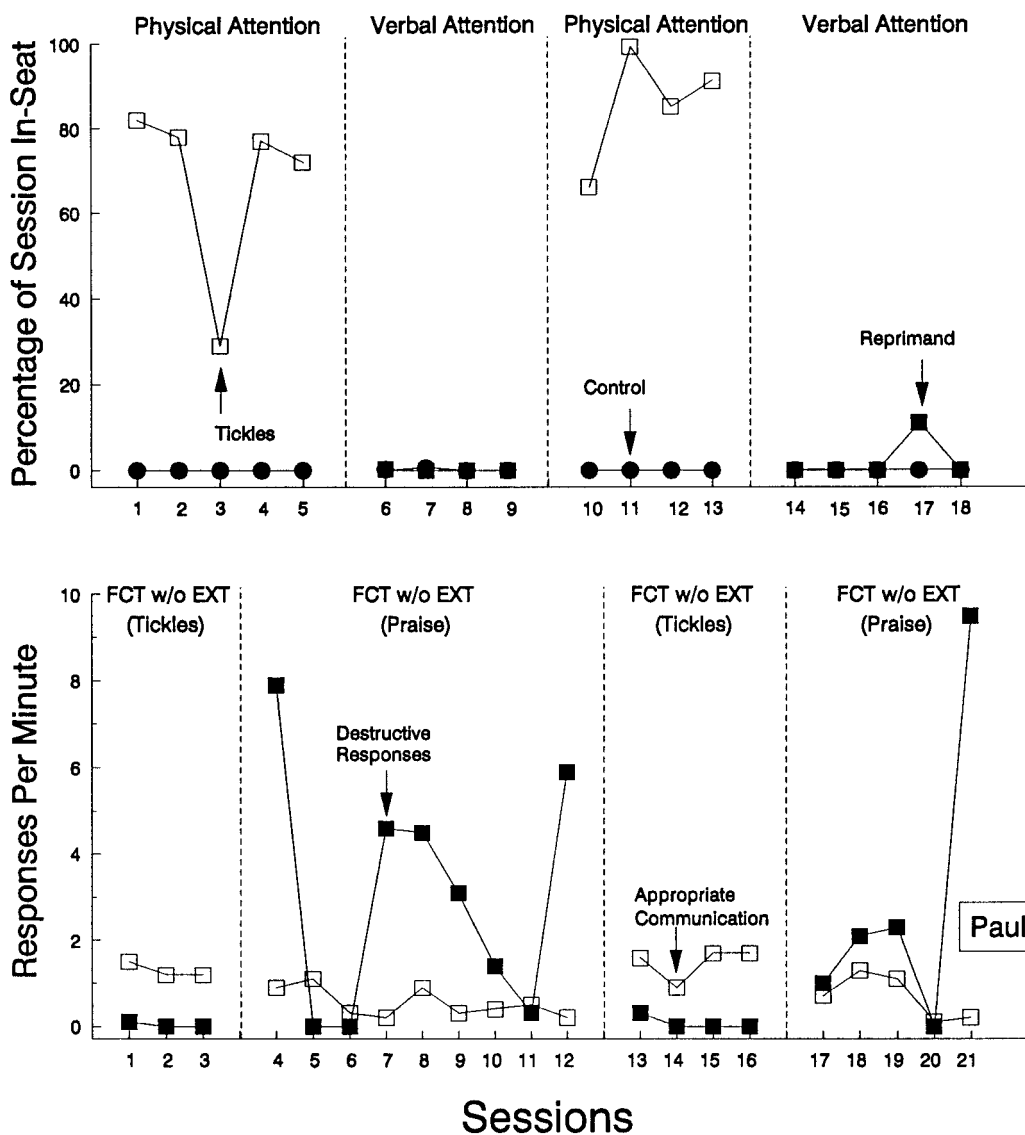 Physical Attention Verbal Attention Physical Attention Verbal Attention
Percentage of Session In-Seat
100
80
60
40
20
0
Tickles
Control
Reprimand
1 2 3 4 5 6 7 8 9 10 11 12 13 14 15 16 17 18
FCT w/o EXT FCT w/o EXT FCT w/o EXT FCT w/o EXT
(Tickles) (Praise) (Tickles) (Praise)
Responses Per Minute
10
8
6
4
2
0
Destructive
Responses
Appropriate
Communication
Paul
1 2 3 4 5 6 7 8 9 10 11 12 13 14 15 16 17 18 19 20 21
Sessions